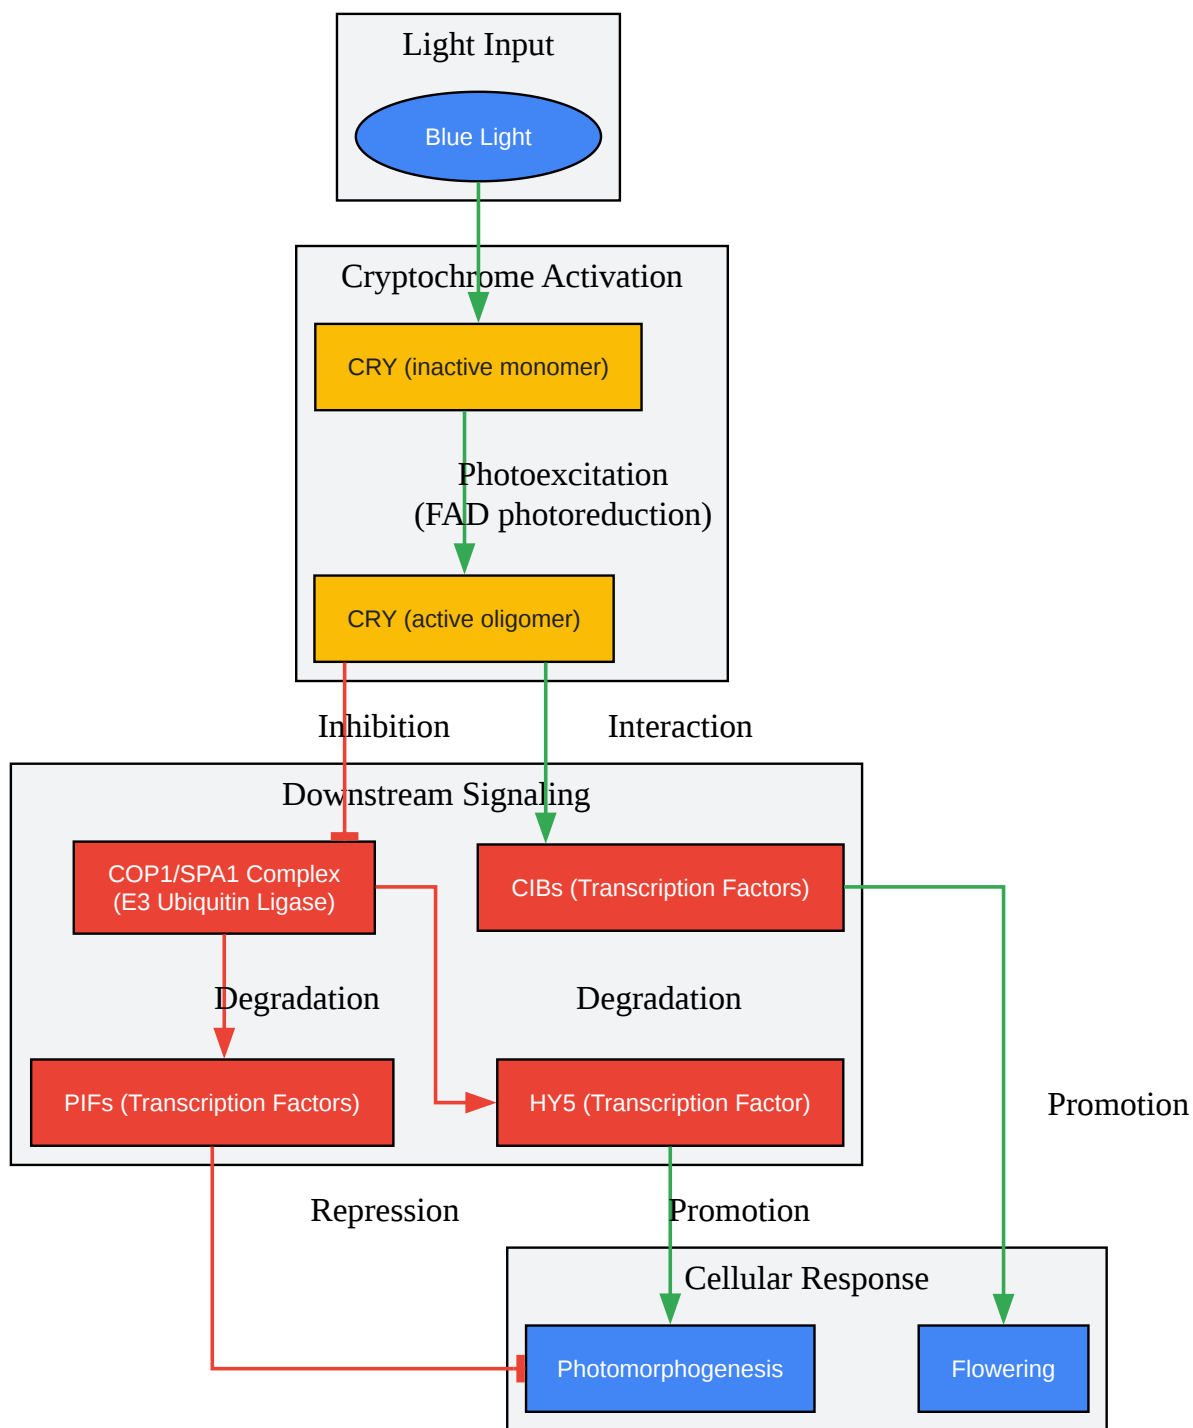 Light Input
Blue Light
Cryptochrome Activation
CRY (inactive monomer)
Photoexcitation
(FAD photoreduction)
CRY (active oligomer)
Inhibition
Interaction
Downstream Signaling
COP1/SPA1 Complex
(E3 Ubiquitin Ligase)
CIBs (Transcription Factors)
Degradation
Degradation
PIFs (Transcription Factors)
HY5 (Transcription Factor)
Promotion
Repression
Promotion
Cellular Response
Photomorphogenesis
Flowering